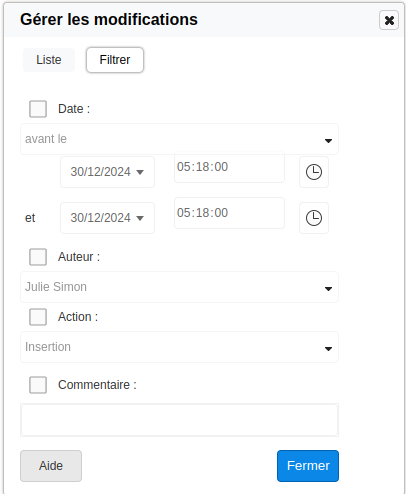 Gérer les modifications
Liste Filtrer
Date :
avant le
30/12/2024 05:18:00
et 30/12/2024 05:18:00
Auteur :
Julie Simon
Action :
Insertion
Commentaire :
Aide Fermer